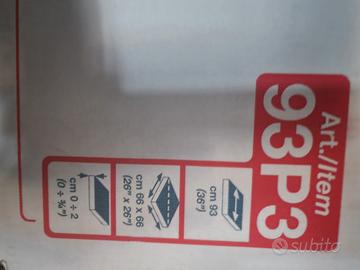 Art./Item
93P3
cm 93
(36")
cm 66 x 66
(26" x 26")
cm 0 ÷ 2
(0 ÷ ¾")
subito